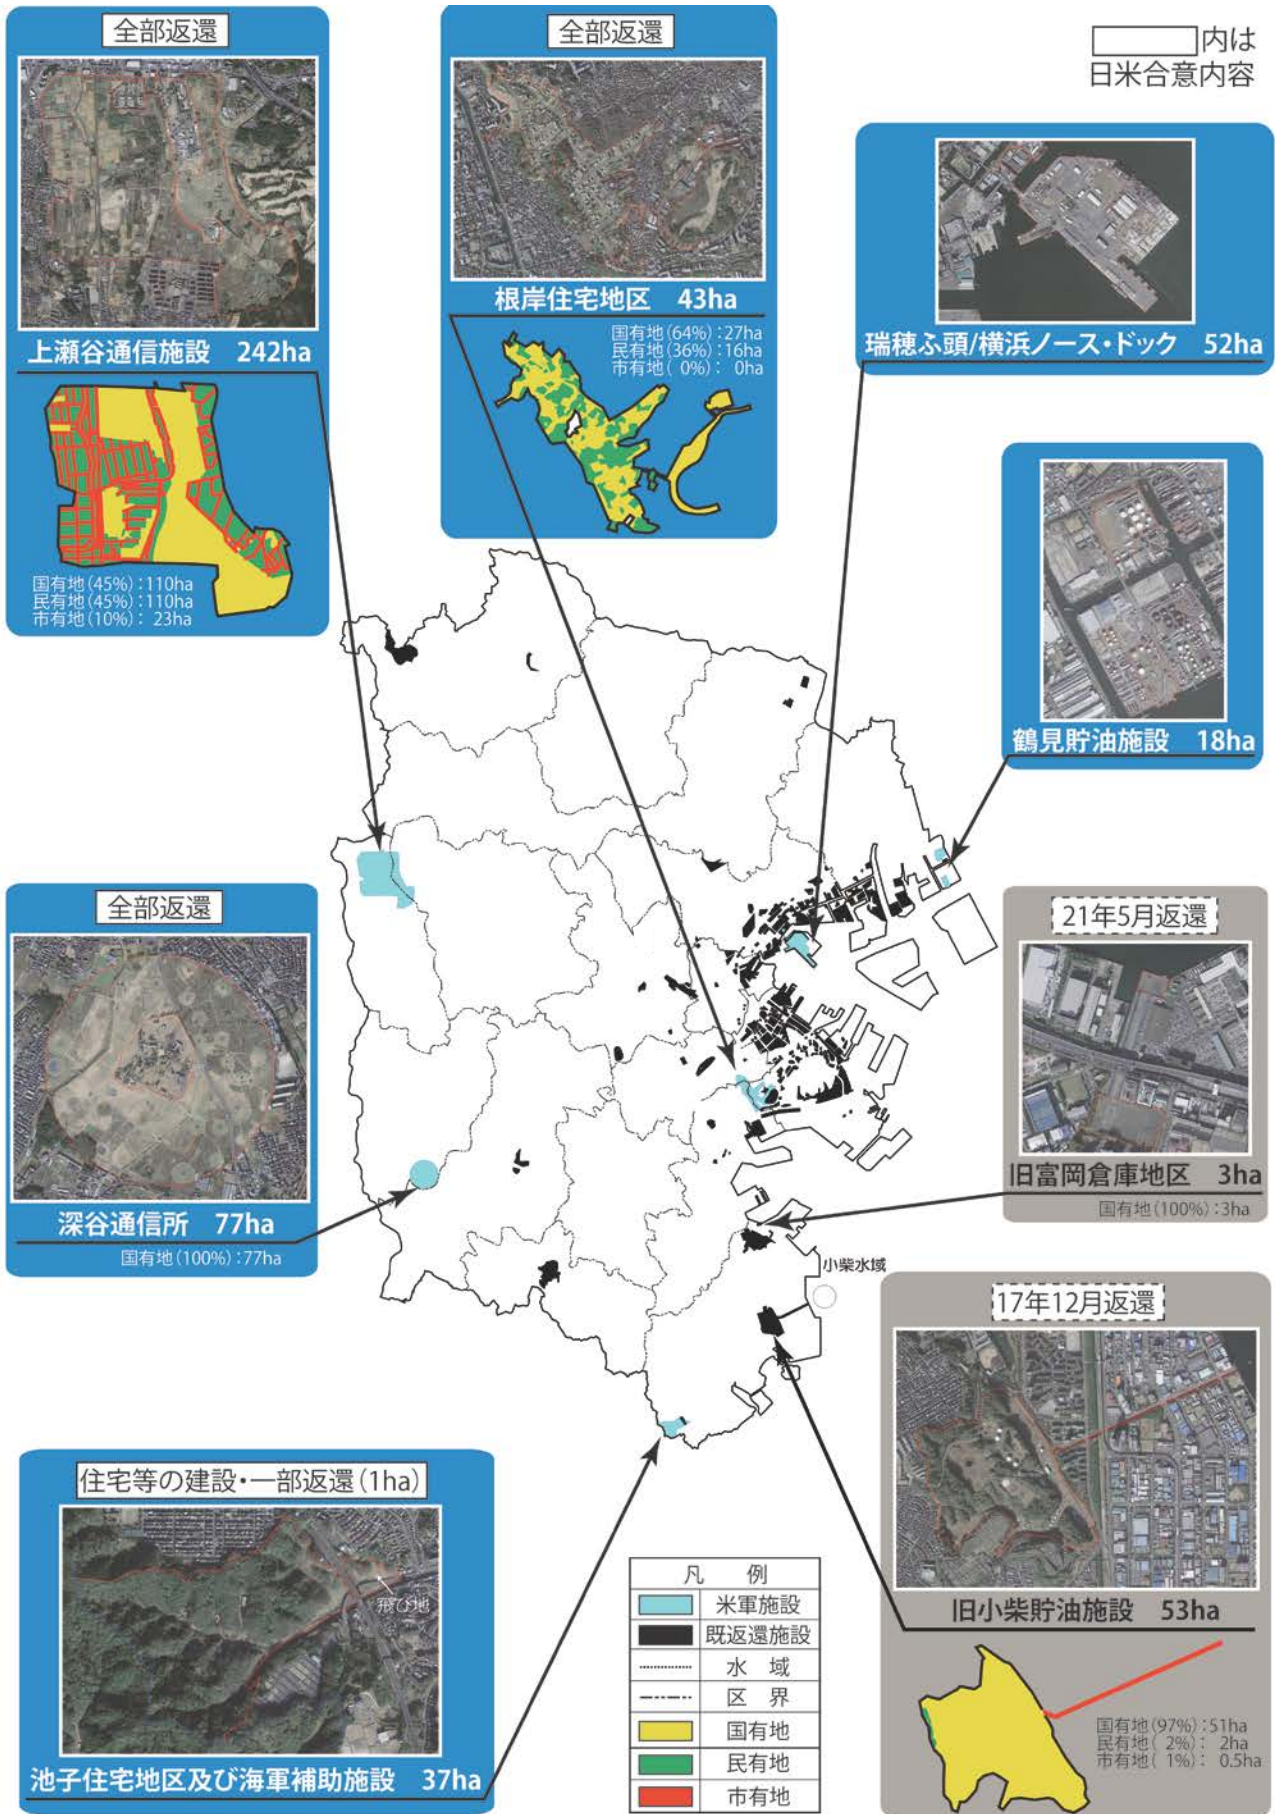 全部返還
上瀬谷通信施設 242ha
国有地(45%):110ha
民有地(45%):110ha
市有地(10%): 23ha
全部返還
根岸住宅地区 43ha
国有地(64%):27ha
民有地(36%):16ha
市有地( 0%): 0ha
内は
日米合意内容
瑞穂ふ頭/横浜ノース・ドック 52ha
鶴見貯油施設 18ha
全部返還
深谷通信所 77ha
国有地(100%):77ha
21年5月返還
旧富岡倉庫地区 3ha
国有地(100%):3ha
小柴水域
17年12月返還
旧小柴貯油施設 53ha
国有地(97%):51ha
民有地( 2%): 2ha
市有地( 1%): 0.5ha
住宅等の建設・一部返還(1ha)
飛び地
池子住宅地区及び海軍補助施設 37ha
凡 例
米軍施設
既返還施設
水 域
区 界
国有地
民有地
市有地